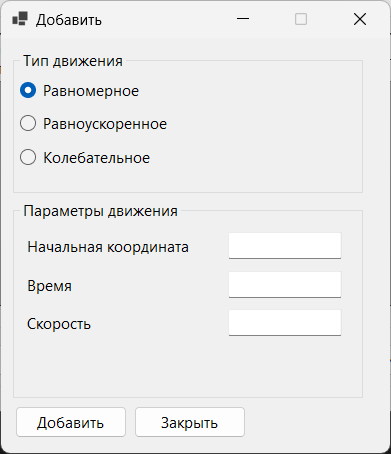 Добавить
Тип движения
Равномерное
Равноускоренное
Колебательное
Параметры движения
Начальная координата
Время
Скорость
Добавить Закрыть